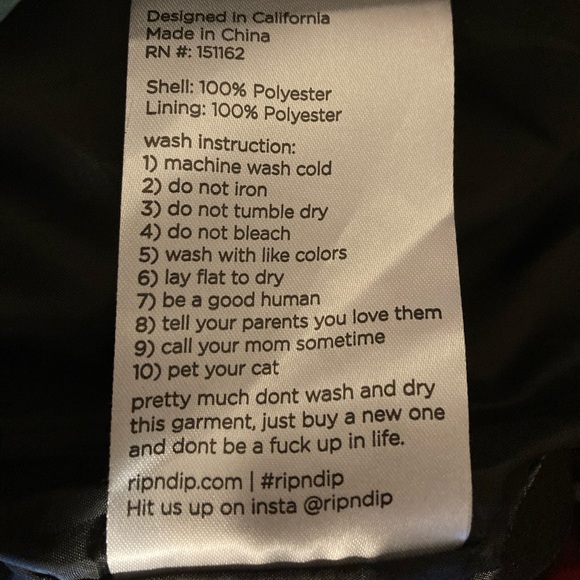 Designed in California
Made in China
RN #: 151162
Shell: 100% Polyester
Lining: 100% Polyester
wash instruction:
1) machine wash cold
2) do not iron
3) do not tumble dry
4) do not bleach
5) wash with like colors
6) lay flat to dry
7) be a good human
8) tell your parents you love them
9) call your mom sometime
10) pet your cat
pretty much dont wash and dry
this garment, just buy a new one
and dont be a fuck up in life.
ripndip.com | #ripndip
Hit us up on insta @ripndip